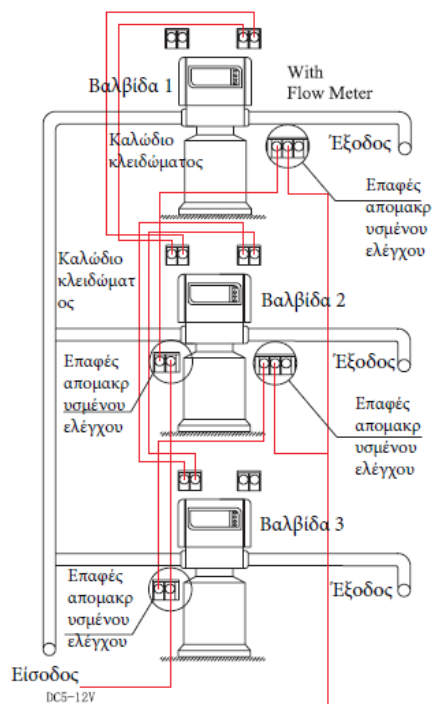 Βαλβίδα 1
With
Flow Meter
Καλώδιο
κλειδώματος
Έξοδος
Επαφές
απομακρ
υσμένου
ελέγχου
Καλώδιο
κλειδώματ
ος
Βαλβίδα 2
Επαφές
απομακρ
υσμένου
ελέγχου
Έξοδος
Επαφές
απομακρ
υσμένου
ελέγχου
Βαλβίδα 3
Επαφές
απομακρ
υσμένου
ελέγχου
Έξοδος
Είσοδος
DC5-12V